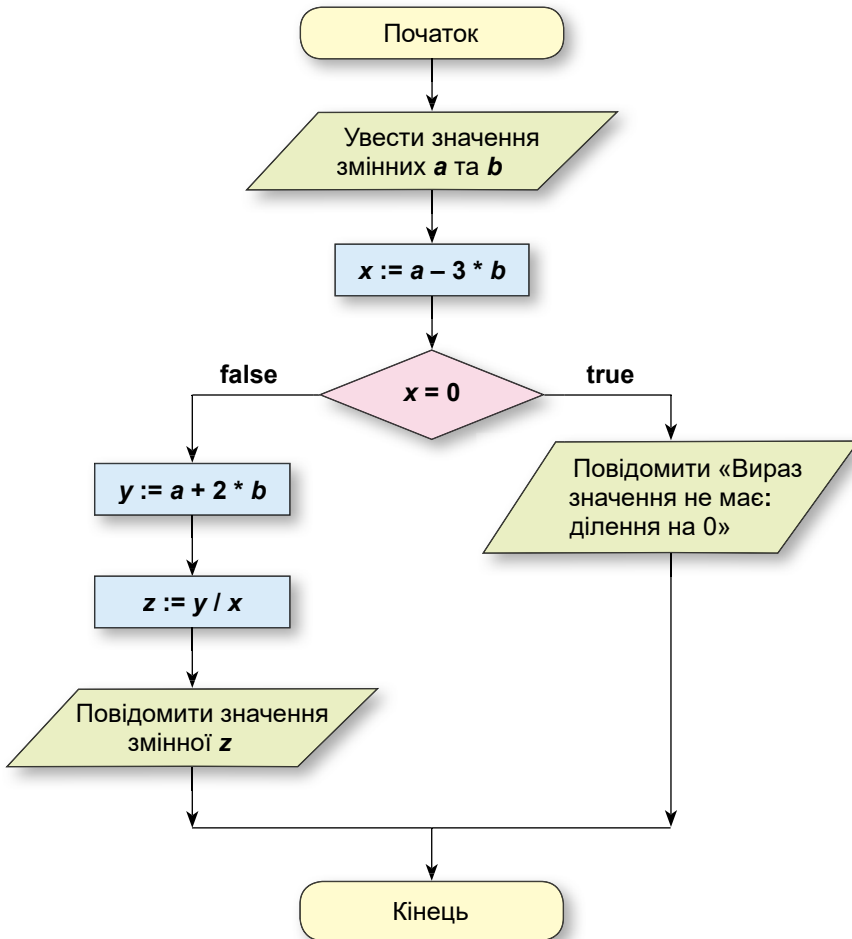 Початок
Увести значення
змінних a та b
x := a – 3 * b
false
x = 0
true
y := a + 2 * b
z := y / x
Повідомити значення
змінної z
Повідомити «Вираз
значення не має:
ділення на 0»
Кінець